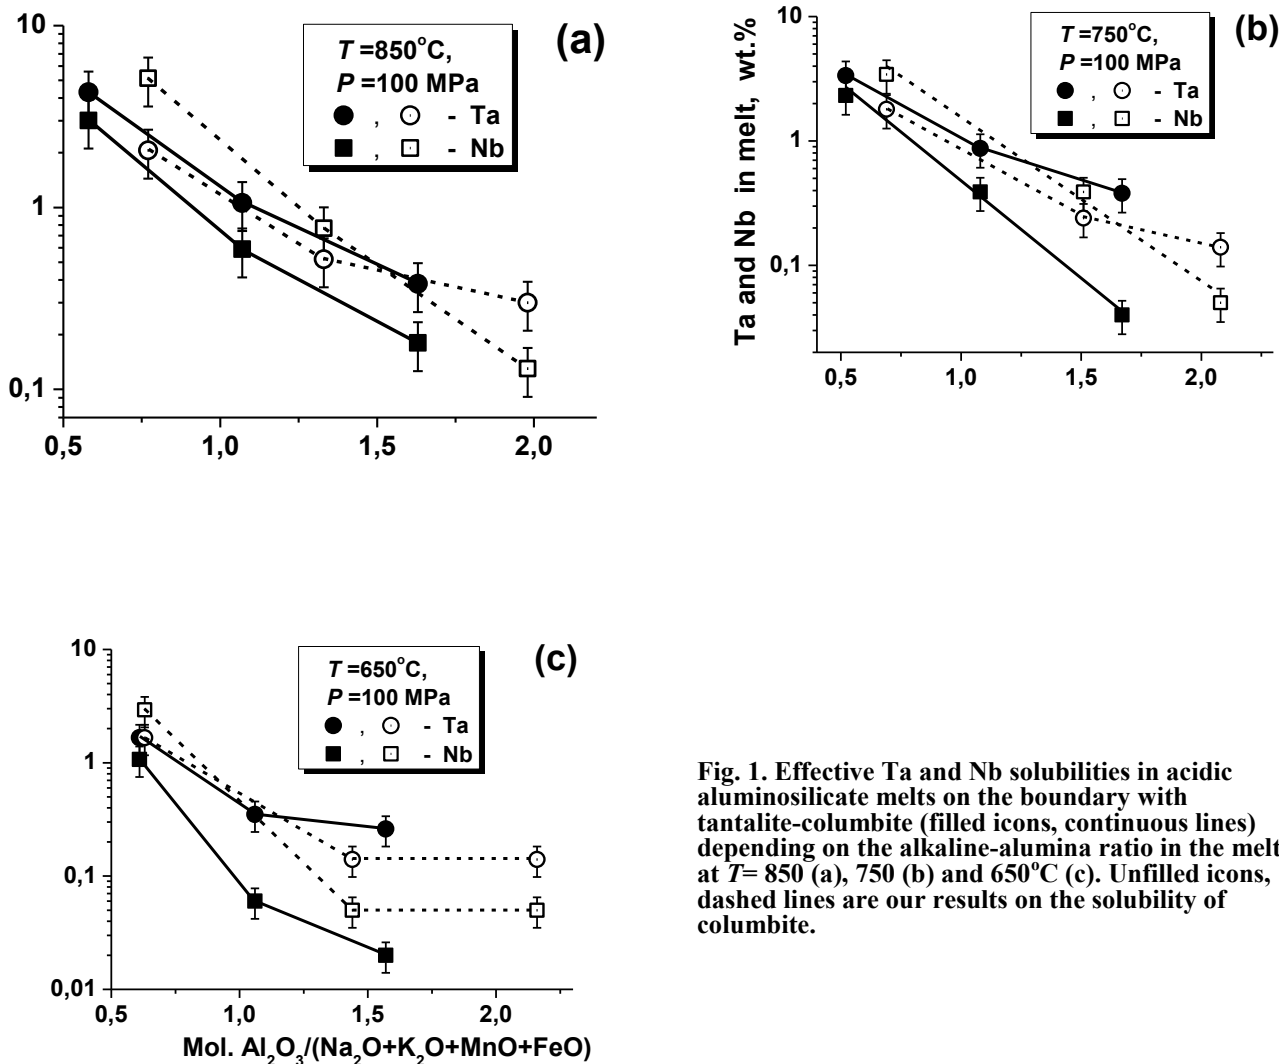 10
1
0,1
0,5
1,0
1,5
2,0
T =850°C,
P =100 MPa
, - Ta
, - Nb
(a)
Ta and Nb in melt, wt.%
10
1
0,1
0,5
1,0
1,5
2,0
T =750°C,
P =100 MPa
, - Ta
, - Nb
(b)
10
1
0,1
0,01
0,5
1,0
1,5
2,0
T =650°C,
P =100 MPa
, - Ta
, - Nb
(c)
Mol. Al₂O₃/(Na₂O+K₂O+MnO+FeO)
Fig. 1. Effective Ta and Nb solubilities in acidic
aluminosilicate melts on the boundary with
tantalite-columbite (filled icons, continuous lines)
depending on the alkaline-alumina ratio in the melt
at T= 850 (a), 750 (b) and 650°C (c). Unfilled icons,
dashed lines are our results on the solubility of
columbite.